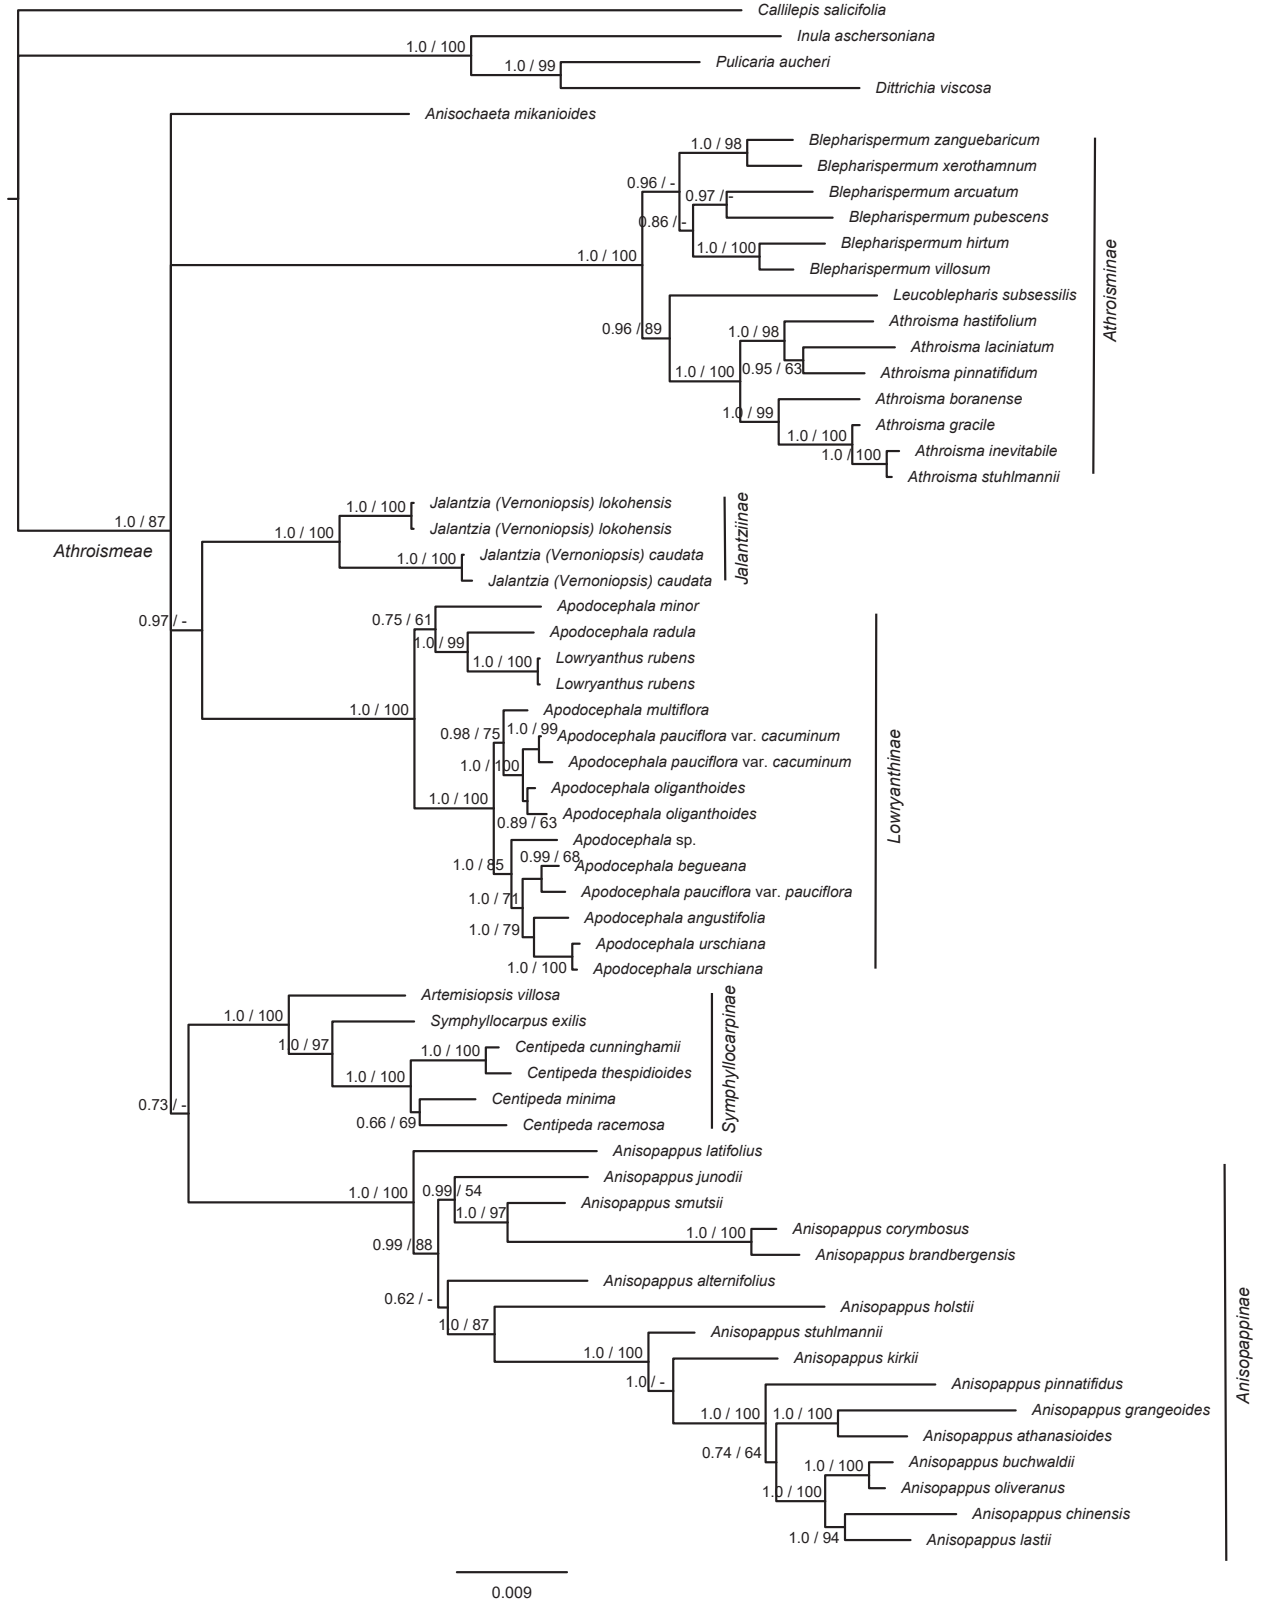 Callilepis salicifolia
Inula aschersoniana
1.0 / 100
Pulicaria aucheri
1.0 / 99
Dittrichia viscosa
Anisochaeta mikanioides
Blepharispermum zanguebaricum
1.0 / 98
Blepharispermum xerothamnum
0.96 / -
Blepharispermum arcuatum
0.97 / -
Blepharispermum pubescens
0.86 / -
Blepharispermum hirtum
1.0 / 100
1.0 / 100
Blepharispermum villosum
Leucoblepharis subsessilis
Athroisminae
Athroisma hastifolium
0.96 / 89
1.0 / 98
Athroisma laciniatum
1.0 / 100
0.95 / 63
Athroisma pinnatifidum
Athroisma boranense
1.0 / 99
Athroisma gracile
1.0 / 100
Athroisma inevitabile
1.0 / 100
Athroisma stuhlmannii
Jalantzia (Vernoniopsis) lokohensis
1.0 / 100
1.0 / 87
Jalantzia (Vernoniopsis) lokohensis
1.0 / 100
Jalantziinae
Athroismeae
Jalantzia (Vernoniopsis) caudata
1.0 / 100
Jalantzia (Vernoniopsis) caudata
Apodocephala minor
0.97 / -
0.75 / 61
Apodocephala radula
1.0 / 99
Lowryanthus rubens
1.0 / 100
Lowryanthus rubens
1.0 / 100
Apodocephala multiflora
0.98 / 75
1.0 / 99
Apodocephala pauciflora var. cacuminum
1.0 / 100
Apodocephala pauciflora var. cacuminum
Apodocephala oliganthoides
1.0 / 100
Apodocephala oliganthoides
0.89 / 63
Lowryanthinae
Apodocephala sp.
0.99 / 68
1.0 / 85
Apodocephala begueana
Apodocephala pauciflora var. pauciflora
1.0 / 71
Apodocephala angustifolia
1.0 / 79
Apodocephala urschiana
1.0 / 100
Apodocephala urschiana
Artemisiopsis villosa
1.0 / 100
Symphyllocarpus exilis
1.0 / 97
Centipeda cunninghamii
1.0 / 100
Symphyllocarpinae
Centipeda thespidioides
1.0 / 100
Centipeda minima
0.73 / -
Centipeda racemosa
0.66 / 69
Anisopappus latifolius
Anisopappus junodii
1.0 / 100
0.99 / 54
Anisopappus smutsii
1.0 / 97
Anisopappus corymbosus
1.0 / 100
0.99 / 88
Anisopappus brandbergensis
Anisopappus alternifolius
0.62 / -
Anisopappus holstii
1.0 / 87
Anisopappus stuhlmannii
Anisopappinae
1.0 / 100
Anisopappus kirkii
1.0 / -
Anisopappus pinnatifidus
Anisopappus grangeoides
1.0 / 100
1.0 / 100
Anisopappus athanasioides
0.74 / 64
Anisopappus buchwaldii
1.0 / 100
Anisopappus oliveranus
1.0 / 100
Anisopappus chinensis
1.0 / 94
Anisopappus lastii
0.009